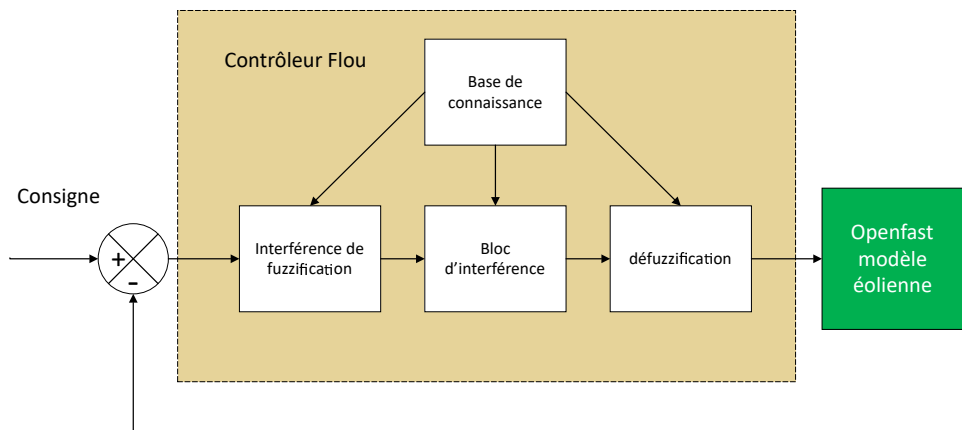 Contrôleur Flou
Base de
connaissance
Consigne
+
-
Interférence de
fuzzification
Bloc
d'interférence
défuzzification
Openfast
modèle
éolienne